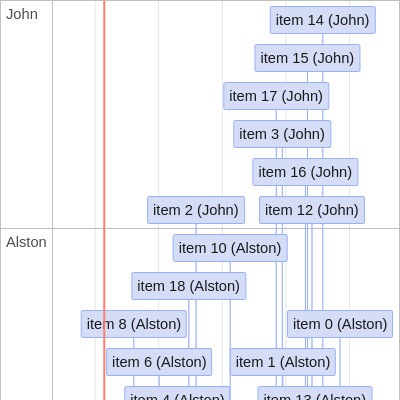 John
item 14 (John)
item 15 (John)
item 17 (John)
item 3 (John)
item 16 (John)
item 2 (John)
item 12 (John)
Alston
item 10 (Alston)
item 18 (Alston)
item 8 (Alston)
item 0 (Alston)
item 6 (Alston)
item 1 (Alston)
item 4 (Alston)
item 13 (Alston)